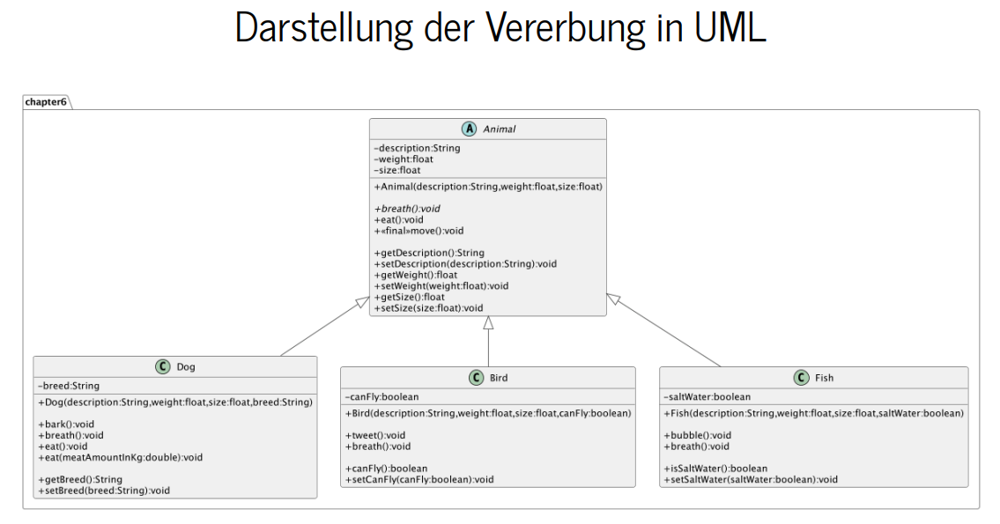 Darstellung der Vererbung in UML
chapter6
A Animal
-description:String
-weight:float
-size:float
+Animal(description:String,weight:float,size:float)
+breath():void
+eat():void
+«final»move():void
+getDescription():String
+setDescription(description:String):void
+getWeight():float
+setWeight(weight:float):void
+getSize():float
+setSize(size:float):void
C Dog
-breed:String
+Dog(description:String,weight:float,size:float,breed:String)
+bark():void
+breath():void
+eat():void
+eat(meatAmountInKg:double):void
+getBreed():String
+setBreed(breed:String):void
C Bird
-canFly:boolean
+Bird(description:String,weight:float,size:float,canFly:boolean)
+tweet():void
+breath():void
+canFly():boolean
+setCanFly(canFly:boolean):void
C Fish
-saltWater:boolean
+Fish(description:String,weight:float,size:float,saltWater:boolean)
+bubble():void
+breath():void
+isSaltWater():boolean
+setSaltWater(saltWater:boolean):void